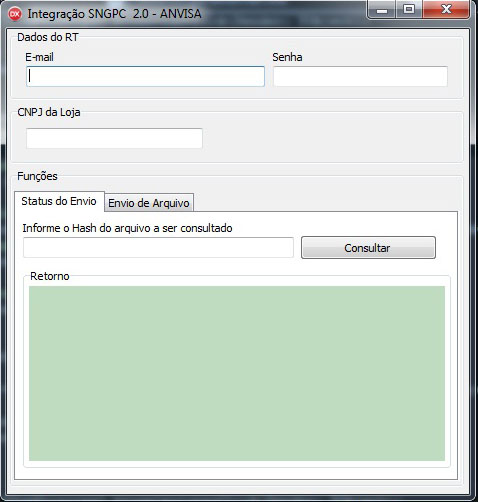 DX Integração SNGPC 2.0 - ANVISA
Dados do RT
E-mail Senha
CNPJ da Loja
Funções
Status do Envio Envio de Arquivo
Informe o Hash do arquivo a ser consultado
Consultar
Retorno